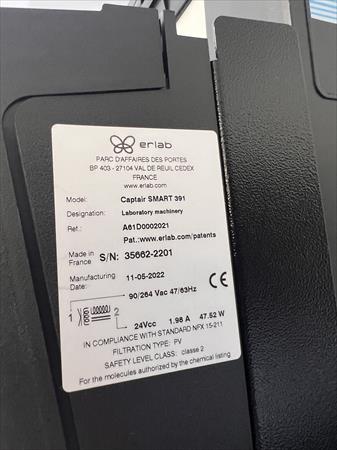 erlab
PARC D'AFFAIRES DES PORTES
BP 403 - 27104 VAL DE REUIL CEDEX
FRANCE
www.erlab.com
Model: Captair SMART 391
Designation: Laboratory machinery
Ref.: A61D0002021
Pat.:www.erlab.com/patents
Made in France S/N: 35662-2201
Manufacturing Date: 11-05-2022
CE
90/264 Vac 47/63Hz
1 2
24Vcc 1.98 A 47.52 W
IN COMPLIANCE WITH STANDARD NFX 15-211
FILTRATION TYPE: PV
SAFETY LEVEL CLASS: classe 2
For the molecules authorized by the chemical listing